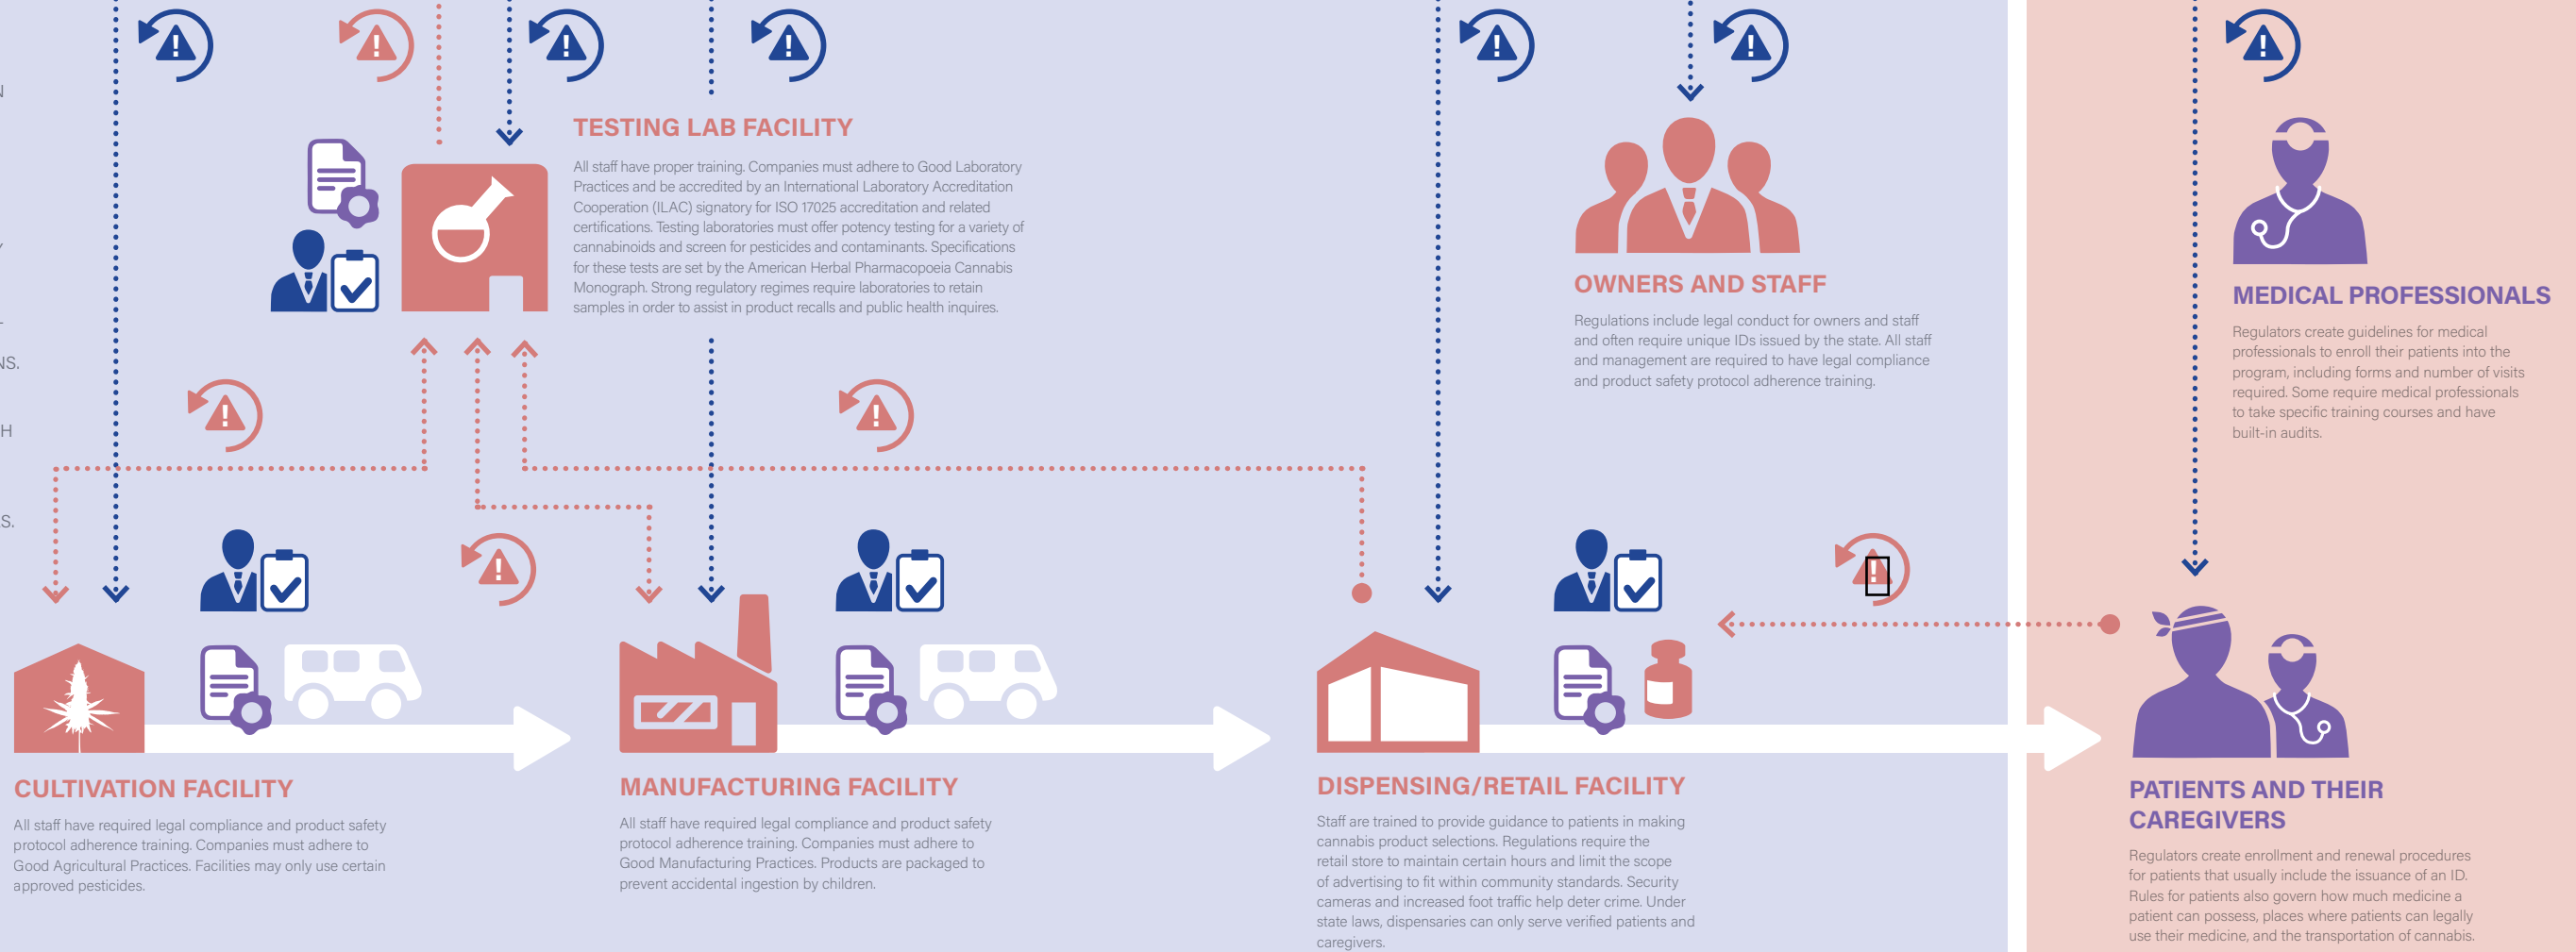 N
Y
L
NS.
H
S.
TESTING LAB FACILITY
All staff have proper training. Companies must adhere to Good Laboratory
Practices and be accredited by an International Laboratory Accreditation
Cooperation (ILAC) signatory for ISO 17025 accreditation and related
certifications. Testing laboratories must offer potency testing for a variety of
cannabinoids and screen for pesticides and contaminants. Specifications
for these tests are set by the American Herbal Pharmacopoeia Cannabis
Monograph. Strong regulatory regimes require laboratories to retain
samples in order to assist in product recalls and public health inquires.
OWNERS AND STAFF
Regulations include legal conduct for owners and staff
and often require unique IDs issued by the state. All staff
and management are required to have legal compliance
and product safety protocol adherence training.
MEDICAL PROFESSIONALS
Regulators create guidelines for medical
professionals to enroll their patients into the
program, including forms and number of visits
required. Some require medical professionals
to take specific training courses and have
built-in audits.
CULTIVATION FACILITY
All staff have required legal compliance and product safety
protocol adherence training. Companies must adhere to
Good Agricultural Practices. Facilities may only use certain
approved pesticides.
MANUFACTURING FACILITY
All staff have required legal compliance and product safety
protocol adherence training. Companies must adhere to
Good Manufacturing Practices. Products are packaged to
prevent accidental ingestion by children.
DISPENSING/RETAIL FACILITY
Staff are trained to provide guidance to patients in making
cannabis product selections. Regulations require the
retail store to maintain certain hours and limit the scope
of advertising to fit within community standards. Security
cameras and increased foot traffic help deter crime. Under
state laws, dispensaries can only serve verified patients and
caregivers.
PATIENTS AND THEIR
CAREGIVERS
Regulators create enrollment and renewal procedures
for patients that usually include the issuance of an ID.
Rules for patients also govern how much medicine a
patient can possess, places where patients can legally
use their medicine, and the transportation of cannabis.